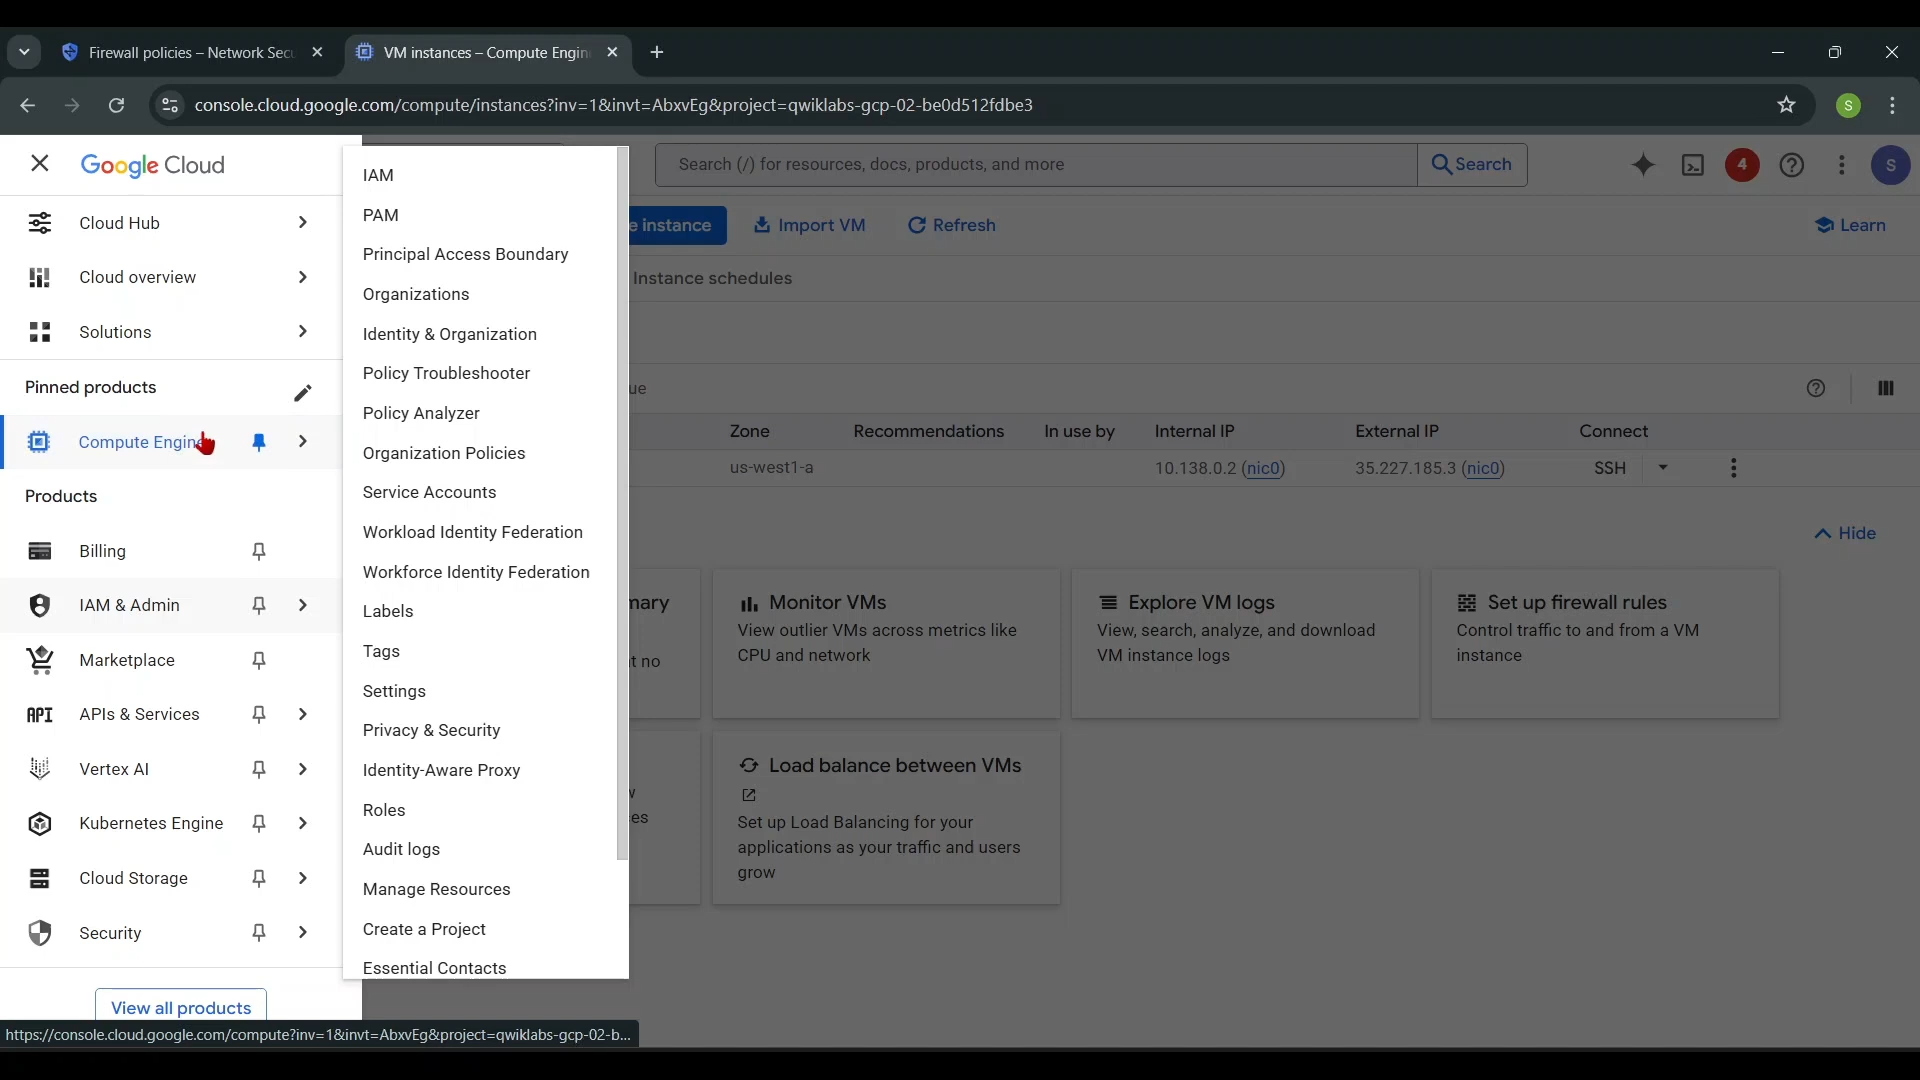 Firewall policies – Network Secu
VM instances – Compute Engin
console.cloud.google.com/compute/instances?inv=1&invt=AbxvEg&project=qwiklabs-gcp-02-be0d512fdbe3
S
Google Cloud
Search (/) for resources, docs, products, and more
Search
4
S
Cloud Hub
Cloud overview
Solutions
Pinned products
Compute Engine
Products
Billing
IAM & Admin
Marketplace
API APIs & Services
Vertex AI
Kubernetes Engine
Cloud Storage
Security
View all products
https://console.cloud.google.com/compute?inv=1&invt=AbxvEg&project=qwiklabs-gcp-02-b...
IAM
PAM
Principal Access Boundary
Organizations
Identity & Organization
Policy Troubleshooter
Policy Analyzer
Organization Policies
Service Accounts
Workload Identity Federation
Workforce Identity Federation
Labels
Tags
Settings
Privacy & Security
Identity-Aware Proxy
Roles
Audit logs
Manage Resources
Create a Project
Essential Contacts
e instance
Import VM
Refresh
Learn
Instance schedules
ue
Zone Recommendations In use by Internal IP External IP Connect
us-west1-a 10.138.0.2 (nic0) 35.227.185.3 (nic0) SSH
Hide
mary
t no
Monitor VMs
View outlier VMs across metrics like
CPU and network
Explore VM logs
View, search, analyze, and download
VM instance logs
Set up firewall rules
Control traffic to and from a VM
instance
es
Load balance between VMs
Set up Load Balancing for your
applications as your traffic and users
grow